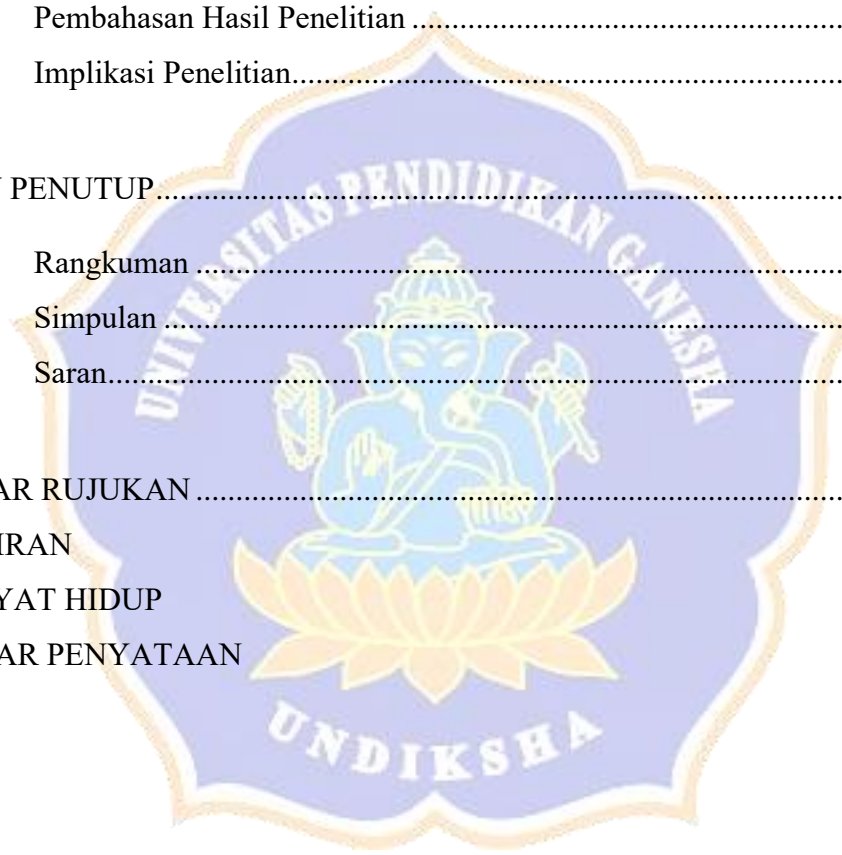 Pembahasan Hasil Penelitian ....................................................
Implikasi Penelitian....................................................................
PENUTUP....................................................................................
Rangkuman ................................................................................
Simpulan ....................................................................................
Saran...........................................................................................
AR RUJUKAN ............................................................................
IRAN
YAT HIDUP
AR PENYATAAN
UNIVERSITAS PENDIDIKAN GANESHA
UNDIKSHA